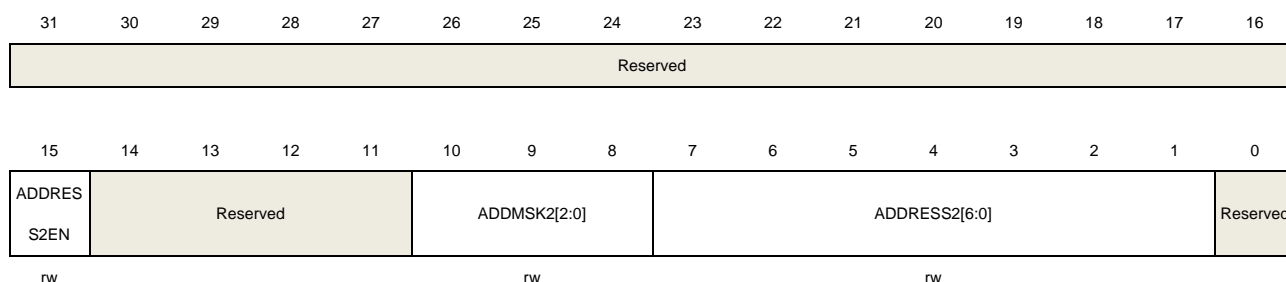 31 30 29 28 27 26 25 24 23 22 21 20 19 18 17 16
Reserved
15 14 13 12 11 10 9 8 7 6 5 4 3 2 1 0
ADDRES
S2EN
Reserved
ADDMSK2[2:0]
ADDRESS2[6:0]
Reserved
rw rw rw